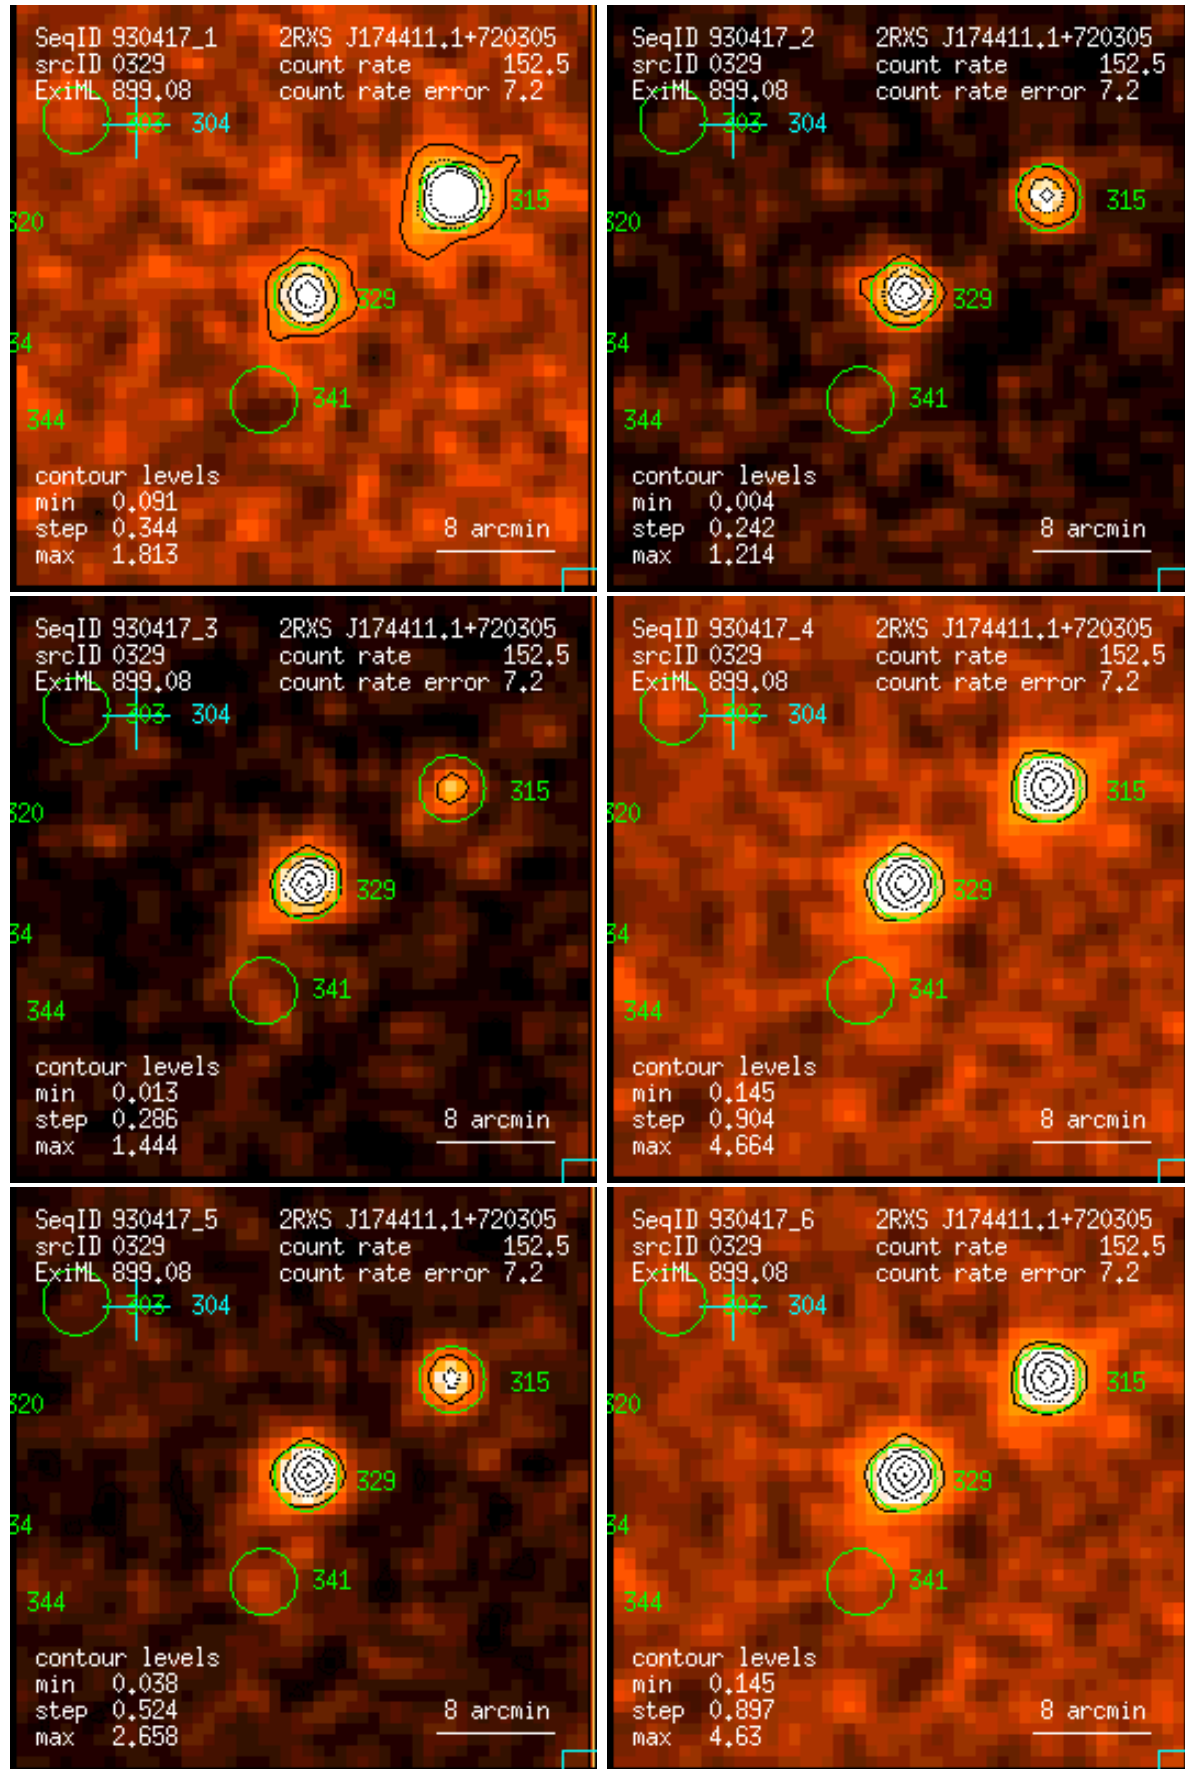 SeqID 930417_1 2RXS J174411.1+720305
srcID 0329 count rate 152.5
ExiML 899.08 count rate error 7.2
303 304
315
320
329
34
341
344
contour levels
min 0.091
step 0.344 8 arcmin
max 1.813
SeqID 930417_2 2RXS J174411.1+720305
srcID 0329 count rate 152.5
ExiML 899.08 count rate error 7.2
303 304
315
320
329
34
341
344
contour levels
min 0.004
step 0.242 8 arcmin
max 1.214
SeqID 930417_3 2RXS J174411.1+720305
srcID 0329 count rate 152.5
ExiML 899.08 count rate error 7.2
303 304
315
320
329
34
341
344
contour levels
min 0.013
step 0.286 8 arcmin
max 1.444
SeqID 930417_4 2RXS J174411.1+720305
srcID 0329 count rate 152.5
ExiML 899.08 count rate error 7.2
303 304
315
320
329
34
341
344
contour levels
min 0.145
step 0.904 8 arcmin
max 4.664
SeqID 930417_5 2RXS J174411.1+720305
srcID 0329 count rate 152.5
ExiML 899.08 count rate error 7.2
303 304
315
320
329
34
341
344
contour levels
min 0.038
step 0.524 8 arcmin
max 2.658
SeqID 930417_6 2RXS J174411.1+720305
srcID 0329 count rate 152.5
ExiML 899.08 count rate error 7.2
303 304
315
320
329
34
341
344
contour levels
min 0.145
step 0.897 8 arcmin
max 4.63